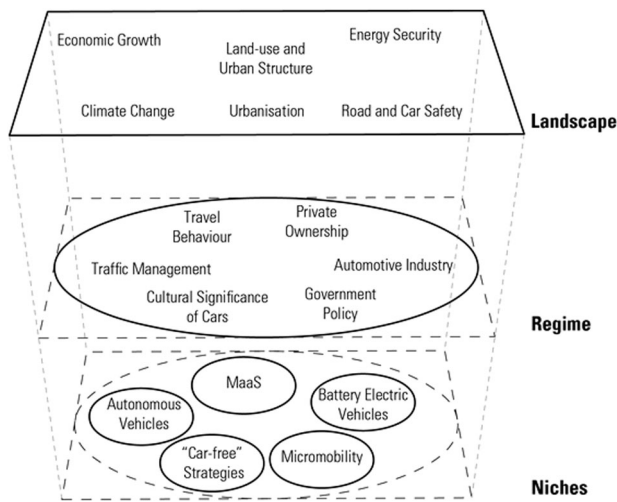 Economic Growth
Energy Security
Land-use and
Urban Structure
Climate Change
Urbanisation
Road and Car Safety
Landscape
Travel
Behaviour
Private
Ownership
Traffic Management
Automotive Industry
Cultural Significance
of Cars
Government
Policy
Regime
MaaS
Autonomous
Vehicles
Battery Electric
Vehicles
“Car-free”
Strategies
Micromobility
Niches